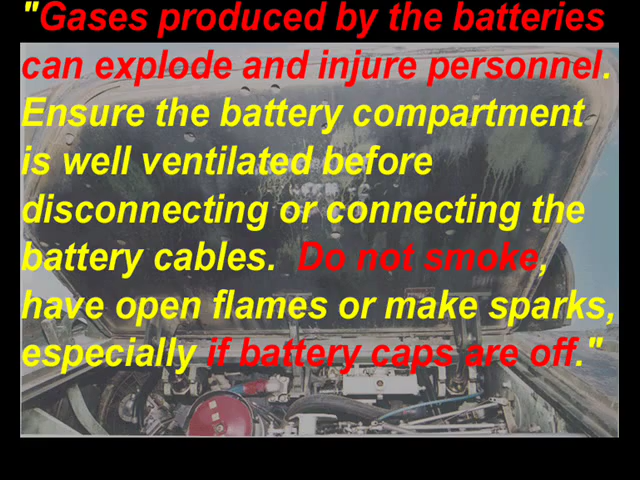 "Gases produced by the batteries
can explode and injure personnel.
Ensure the battery compartment
is well ventilated before
disconnecting or connecting the
battery cables.  Do not smoke,
have open flames or make sparks,
especially if battery caps are off."